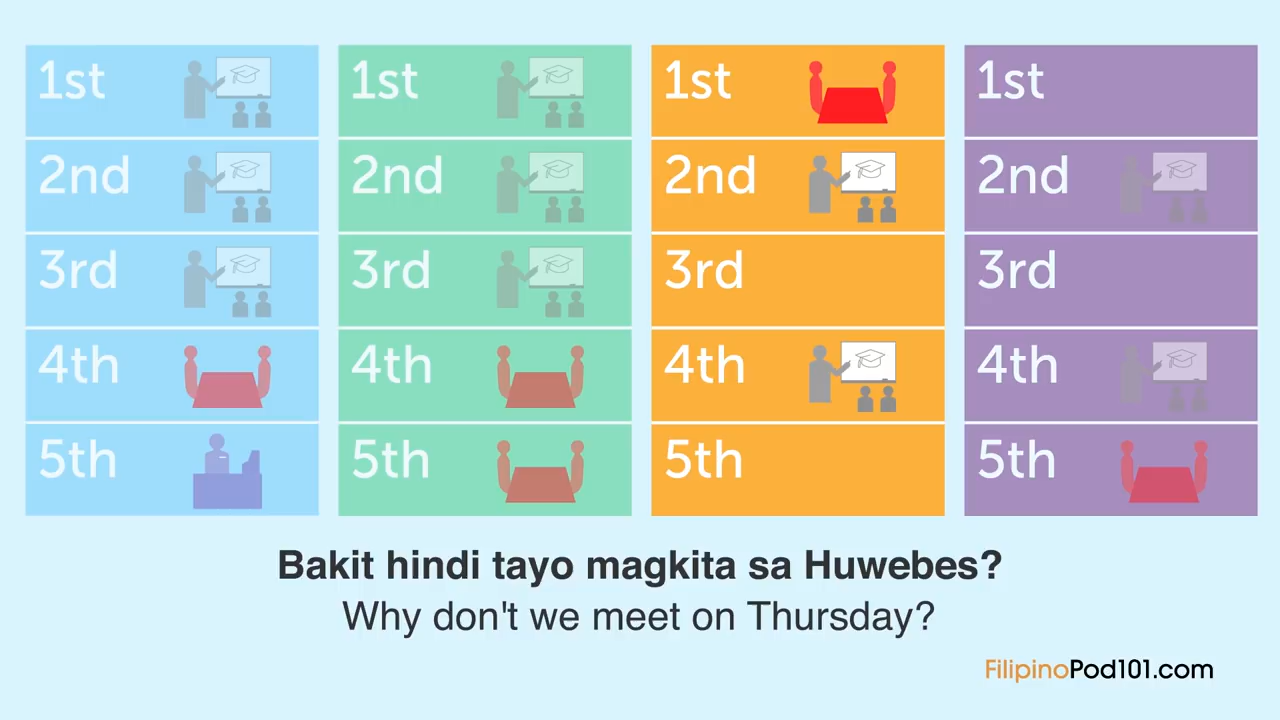 1st 1st 1st 1st
2nd 2nd 2nd 2nd
3rd 3rd 3rd 3rd
4th 4th 4th 4th
5th 5th 5th 5th
Bakit hindi tayo magkita sa Huwebes?
Why don't we meet on Thursday?
FilipinoPod101.com